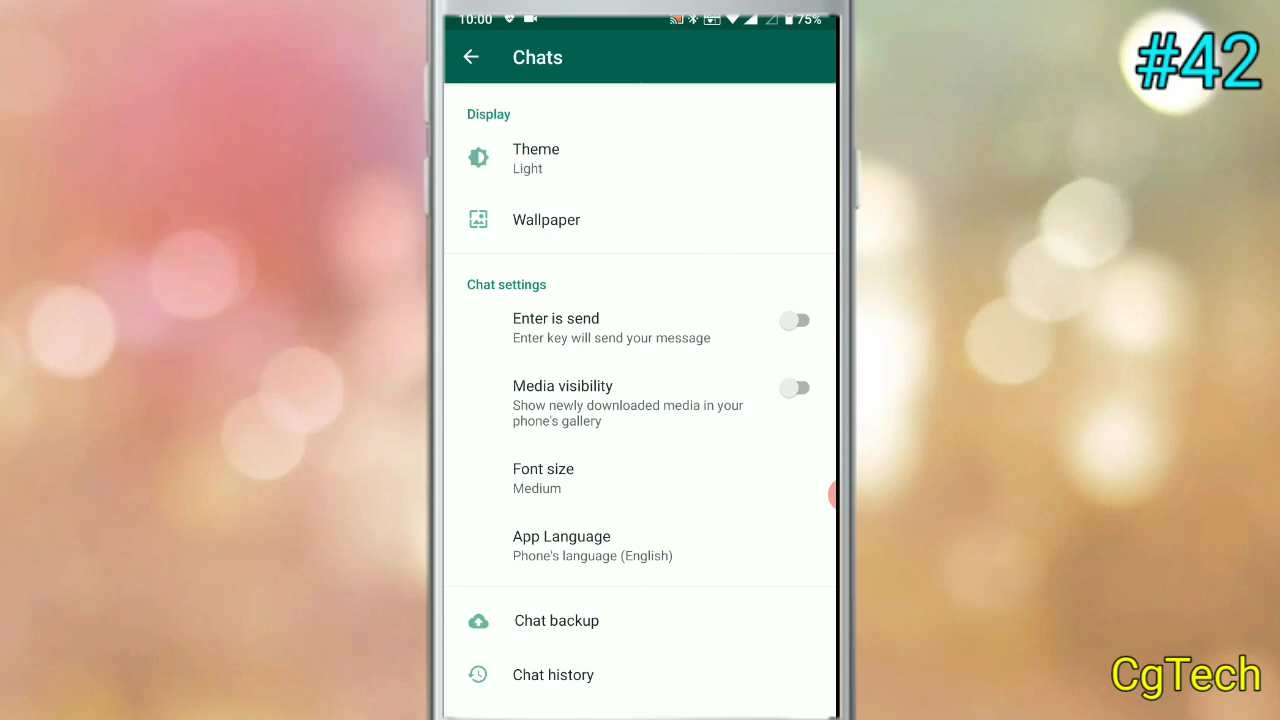 10:00 75%
#42
Chats
Display
Theme
Light
Wallpaper
Chat settings
Enter is send
Enter key will send your message
Media visibility
Show newly downloaded media in your
phone's gallery
Font size
Medium
App Language
Phone's language (English)
Chat backup
Chat history
CgTech